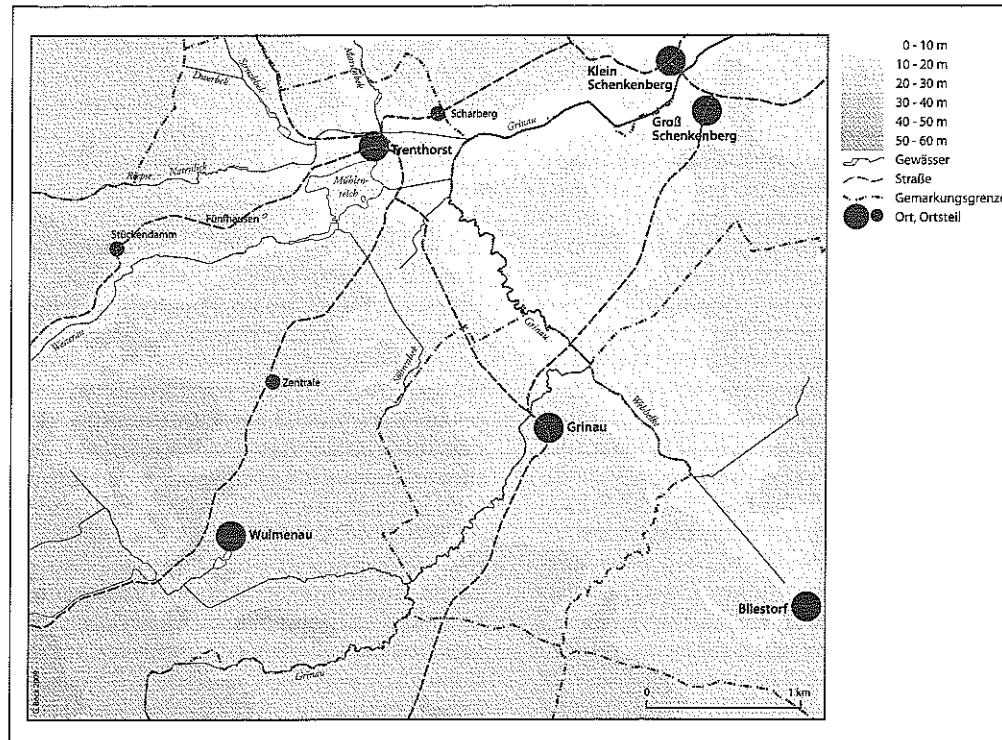 0 - 10 m
10 - 20 m
20 - 30 m
30 - 40 m
40 - 50 m
50 - 60 m
Gewässer
Straße
Gemarkungsgrenze
Ort, Ortsteil
Klein
Schenkenberg
Groß
Schenkenberg
Scharberg
Grinau
Trenthorst
Mühlen-
teich
Fünfhausen
Stückendamm
Zentrale
Grinau
Grinau
Wulmenau
Bliestorf
Grinau
0
1 km